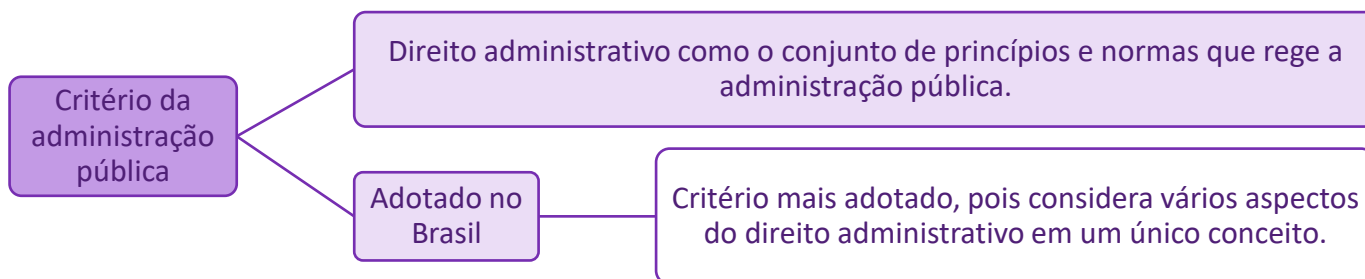 Critério da
administração
pública
Direito administrativo como o conjunto de princípios e normas que rege a
administração pública.
Adotado no
Brasil
Critério mais adotado, pois considera vários aspectos
do direito administrativo em um único conceito.